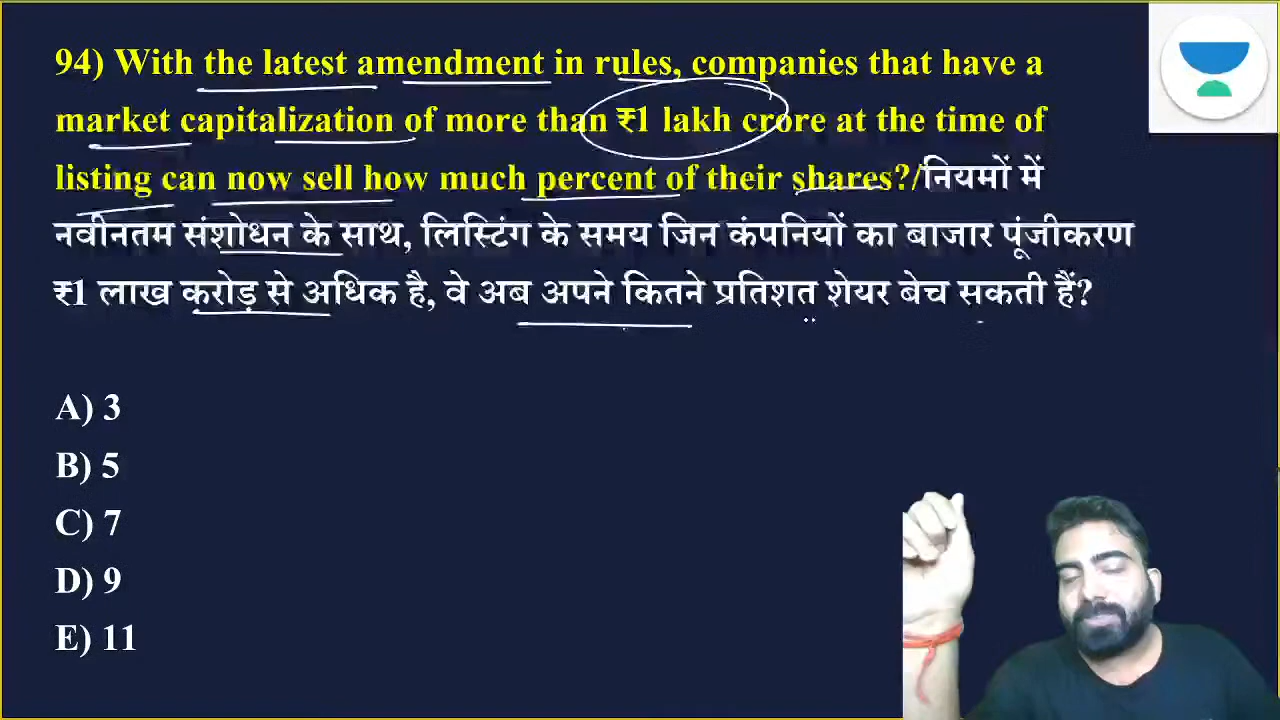 94) With the latest amendment in rules, companies that have a
market capitalization of more than ₹1 lakh crore at the time of
listing can now sell how much percent of their shares?/नियमों में
नवीनतम संशोधन के साथ, लिस्टिंग के समय जिन कंपनियों का बाजार पूंजीकरण
₹1 लाख करोड़ से अधिक है, वे अब अपने कितने प्रतिशत शेयर बेच सकती हैं?
A) 3
B) 5
C) 7
D) 9
E) 11